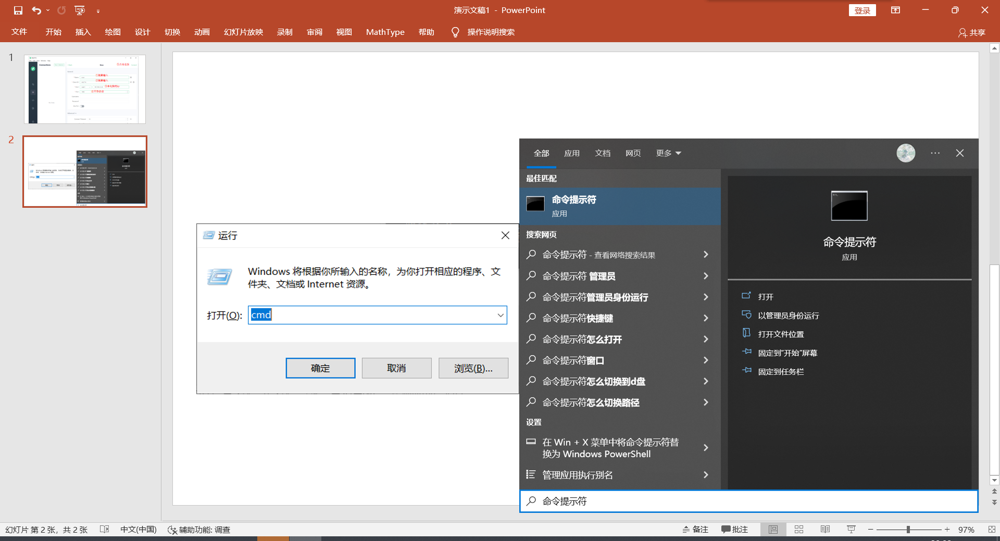 演示文稿1 - PowerPoint
登录
文件 开始 插入 绘图 设计 切换 动画 幻灯片放映 录制 审阅 视图 MathType 帮助 操作说明搜索
共享
1
2
运行
Windows 将根据你所输入的名称，为你打开相应的程序、文
件夹、文档或 Internet 资源。
打开(O):
cmd
确定
取消
浏览(B)...
全部 应用 文档 网页 更多
最佳匹配
命令提示符
应用
搜索网页
命令提示符 - 查看网络搜索结果
命令提示符 管理员
命令提示符管理员身份运行
命令提示符快捷键
命令提示符怎么打开
命令提示符窗口
命令提示符怎么切换到d盘
命令提示符怎么切换路径
设置
在 Win + X 菜单中将命令提示符替
换为 Windows PowerShell
管理应用执行别名
命令提示符
应用
打开
以管理员身份运行
打开文件位置
固定到"开始"屏幕
固定到任务栏
命令提示符
幻灯片 第 2 张，共 2 张
中文(中国)
辅助功能: 调查
备注
批注
97%